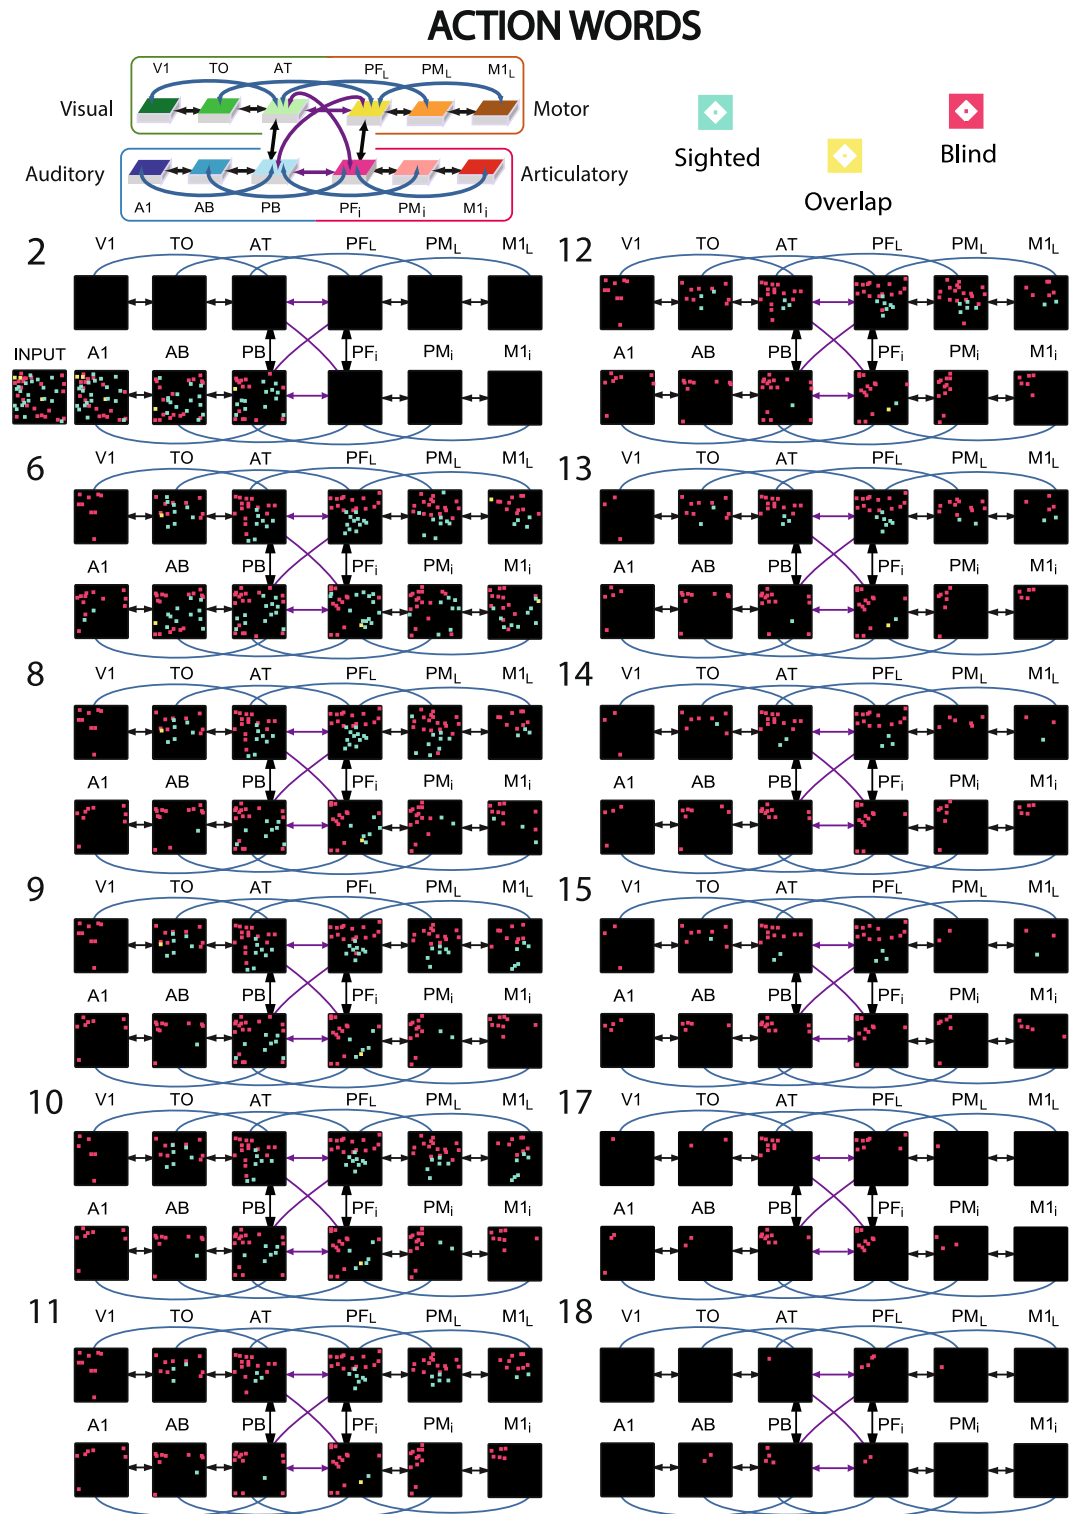 ACTION WORDS
V1 TO AT PFL PML M1L
Visual Motor
Auditory Articulatory
A1 AB PB PFi PMi M1i
Sighted Blind
Overlap
2 V1 TO AT PFL PML M1L
INPUT A1 AB PB PFi PMi M1i
12 V1 TO AT PFL PML M1L
A1 AB PB PFi PMi M1i
6 V1 TO AT PFL PML M1L
A1 AB PB PFi PMi M1i
13 V1 TO AT PFL PML M1L
A1 AB PB PFi PMi M1i
8 V1 TO AT PFL PML M1L
A1 AB PB PFi PMi M1i
14 V1 TO AT PFL PML M1L
A1 AB PB PFi PMi M1i
9 V1 TO AT PFL PML M1L
A1 AB PB PFi PMi M1i
15 V1 TO AT PFL PML M1L
A1 AB PB PFi PMi M1i
10 V1 TO AT PFL PML M1L
A1 AB PB PFi PMi M1i
17 V1 TO AT PFL PML M1L
A1 AB PB PFi PMi M1i
11 V1 TO AT PFL PML M1L
A1 AB PB PFi PMi M1i
18 V1 TO AT PFL PML M1L
A1 AB PB PFi PMi M1i